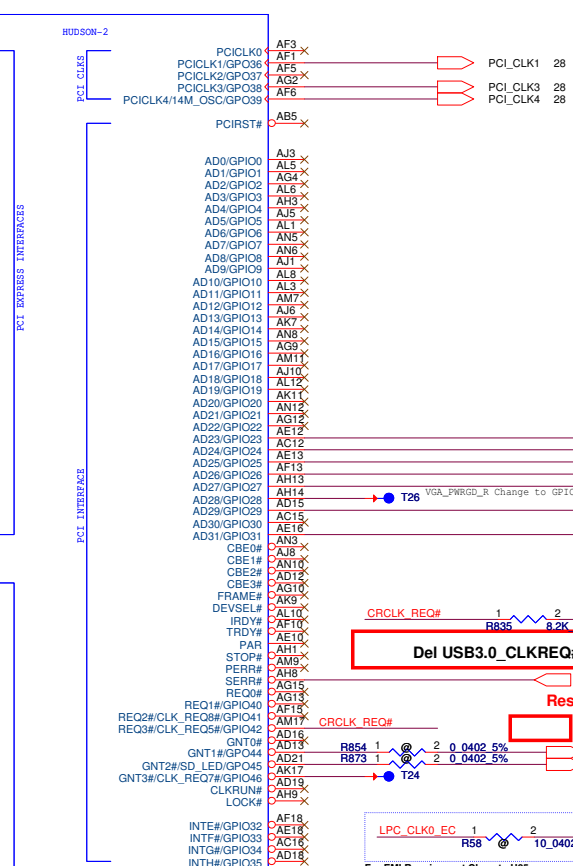 HUDSON-2
PCI CLKS
PCICLK0 AF3
PCICLK1/GPO36 AF1 PCI_CLK1 28
PCICLK2/GPO37 AF5
PCICLK3/GPO38 AG2 PCI_CLK3 28
PCICLK4/14M_OSC/GPO39 AF6 PCI_CLK4 28
PCIRST# AB5
PCI EXPRESS INTERFACES
PCI INTERFACE
AD0/GPIO0 AJ3
AD1/GPIO1 AL5
AD2/GPIO2 AG4
AD3/GPIO3 AL6
AD4/GPIO4 AH3
AD5/GPIO5 AJ5
AD6/GPIO6 AL1
AD7/GPIO7 AN5
AD8/GPIO8 AN6
AD9/GPIO9 AJ1
AD10/GPIO10 AL8
AD11/GPIO11 AL3
AD12/GPIO12 AM7
AD13/GPIO13 AJ6
AD14/GPIO14 AK7
AD15/GPIO15 AN8
AD16/GPIO16 AG9
AD17/GPIO17 AM11
AD18/GPIO18 AJ10
AD19/GPIO19 AL12
AD20/GPIO20 AK11
AD21/GPIO21 AN12
AD22/GPIO22 AG12
AD23/GPIO23 AE12
AD24/GPIO24 AC12
AD25/GPIO25 AE13
AD26/GPIO26 AF13
AD27/GPIO27 AH13
AD28/GPIO28 AH14 T26 VGA_PWRGD_R Change to GPIO
AD29/GPIO29 AD15
AD30/GPIO30 AC15
AD31/GPIO31 AE16
CBE0# AN3
CBE1# AJ8
CBE2# AN10
CBE3# AD12
FRAME# AG10
DEVSEL# AK9
IRDY# AL10
TRDY# AF10
PAR AE10
STOP# AH1
PERR# AM9
SERR# AH8
REQ0# AG15
REQ1#/GPIO40 AG13
REQ2#/CLK_REQ8#/GPIO41 AF15
REQ3#/CLK_REQ5#/GPIO42 AM17 CRCLK_REQ#
GNT0# AD16
GNT1#/GPO44 AD13 R854 1 @ 2 0_0402_5%
GNT2#/SD_LED/GPO45 AD21 R873 1 @ 2 0_0402_5%
GNT3#/CLK_REQ7#/GPIO46 AK17 T24
CLKRUN# AD19
LOCK# AH9
INTE#/GPIO32 AF18
INTF#/GPIO33 AE18
INTG#/GPIO34 AC16
INTH#/GPIO35 AD18
CRCLK_REQ# 1 2
R835 8.2K
Del USB3.0_CLKREQ#
Res
LPC_CLK0_EC 1 2
R58 @ 10_0402